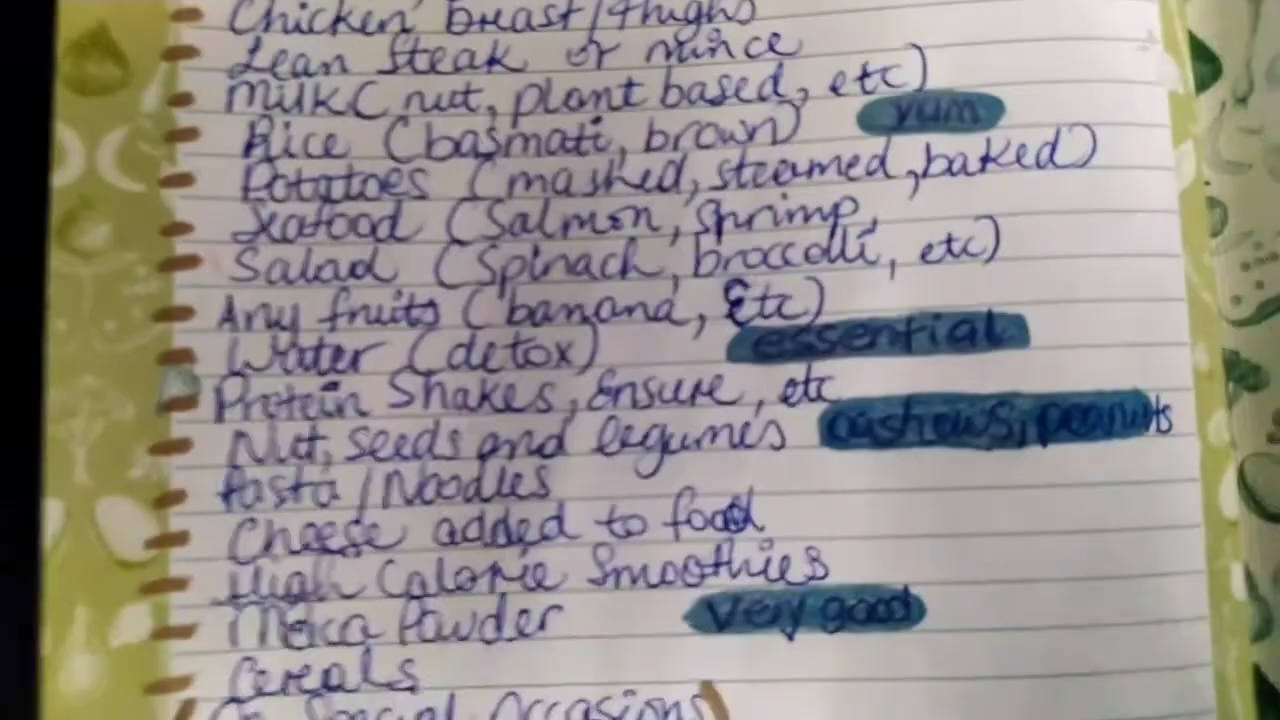 Chicken breast/thighs
Lean Steak or mince
Milk (nut, plant based, etc)
Rice (basmati, brown) yum
Potatoes (mashed, steamed, baked)
Seafood (Salmon, Shrimp,
Salad (Spinach, broccolli, etc)
Any fruits (banana, Etc)
Water (detox) essential
Protein Shakes, Ensure, etc
Nut, seeds and legumes cashews, peanuts
Pasta/Noodles
Cheese added to food
High Calorie Smoothies
Maca Powder very good
Cereals
Special Occasions)